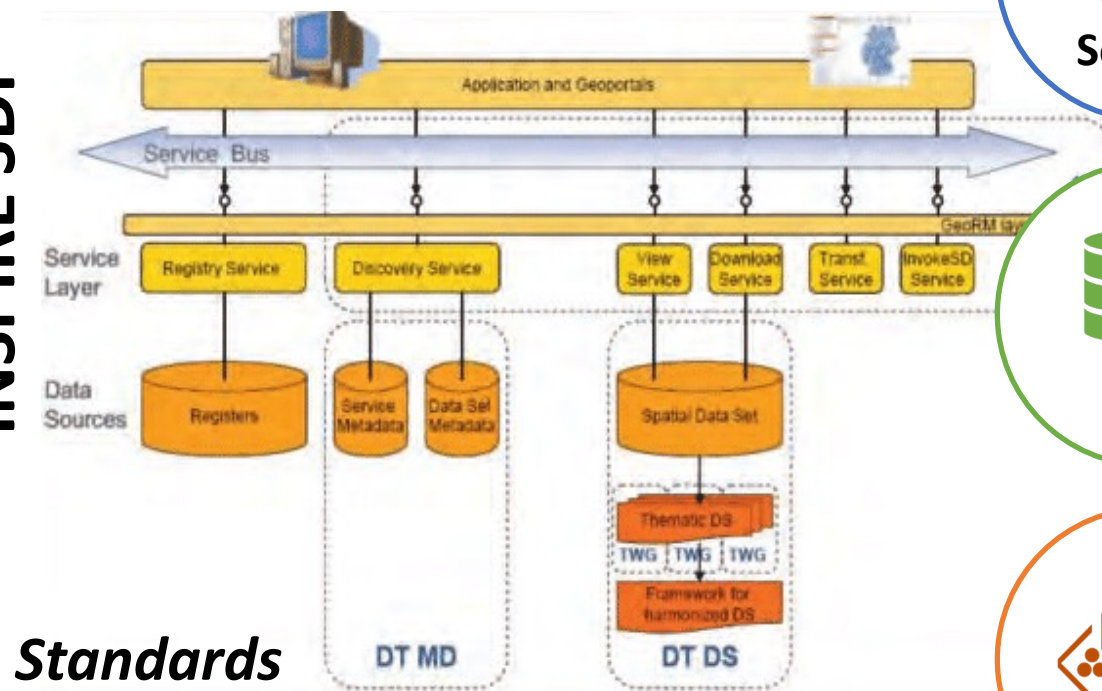 INSPIRE SDI
Application and Geoportals
Service Bus
GeoRM
Service
Layer
Registry Service
Discovery Service
View
Service
Download
Service
Transf.
Service
InvokeSD
Service
Data
Sources
Registers
Service
Metadata
Data Set
Metadata
Spatial Data Set
Thematic DS
TWG TWG TWG
Framework for
harmonized DS
Standards
DT MD
DT DS